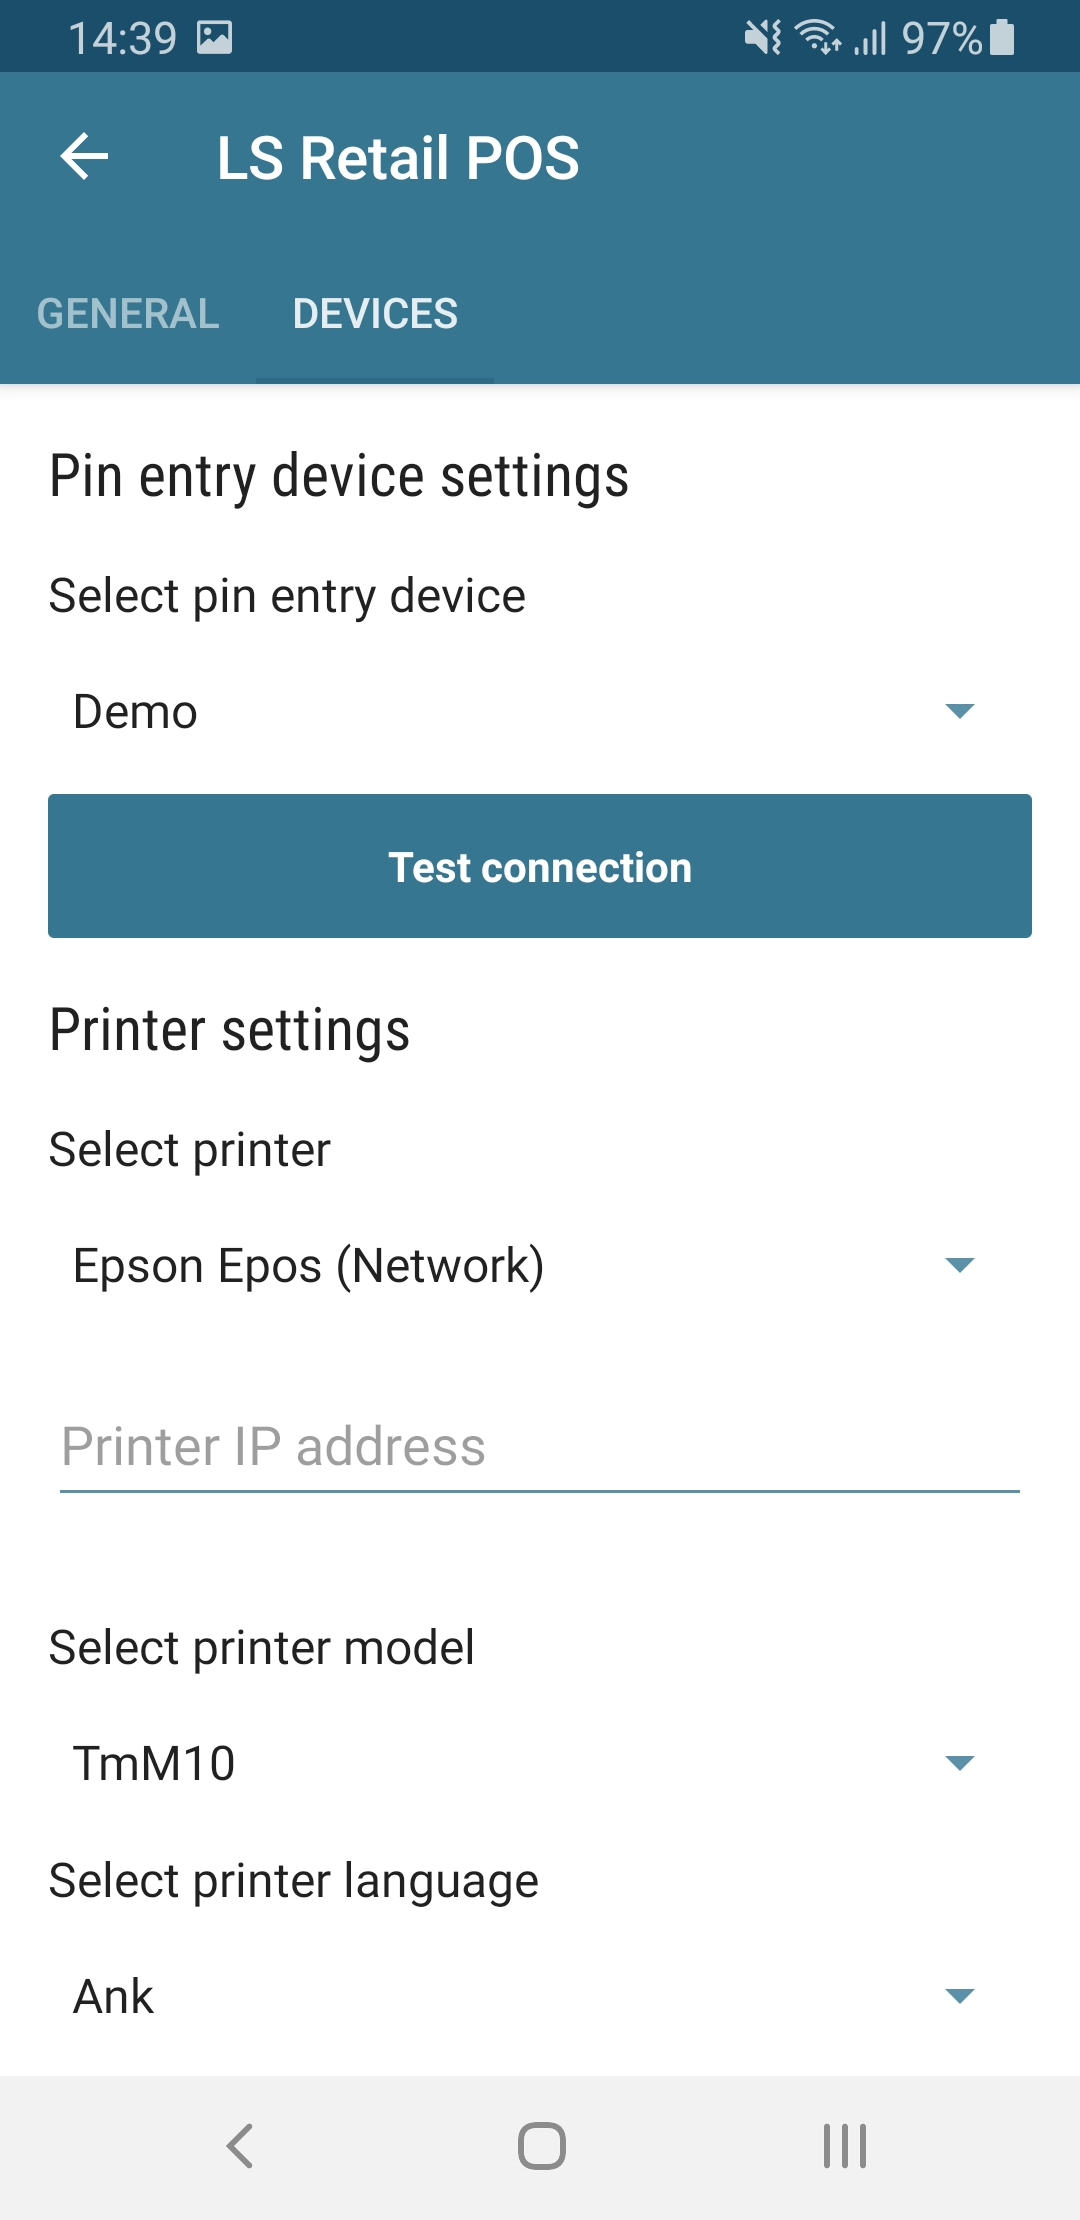 14:39
97%
LS Retail POS
GENERAL DEVICES
Pin entry device settings
Select pin entry device
Demo
Test connection
Printer settings
Select printer
Epson Epos (Network)
Printer IP address
Select printer model
TmM10
Select printer language
Ank